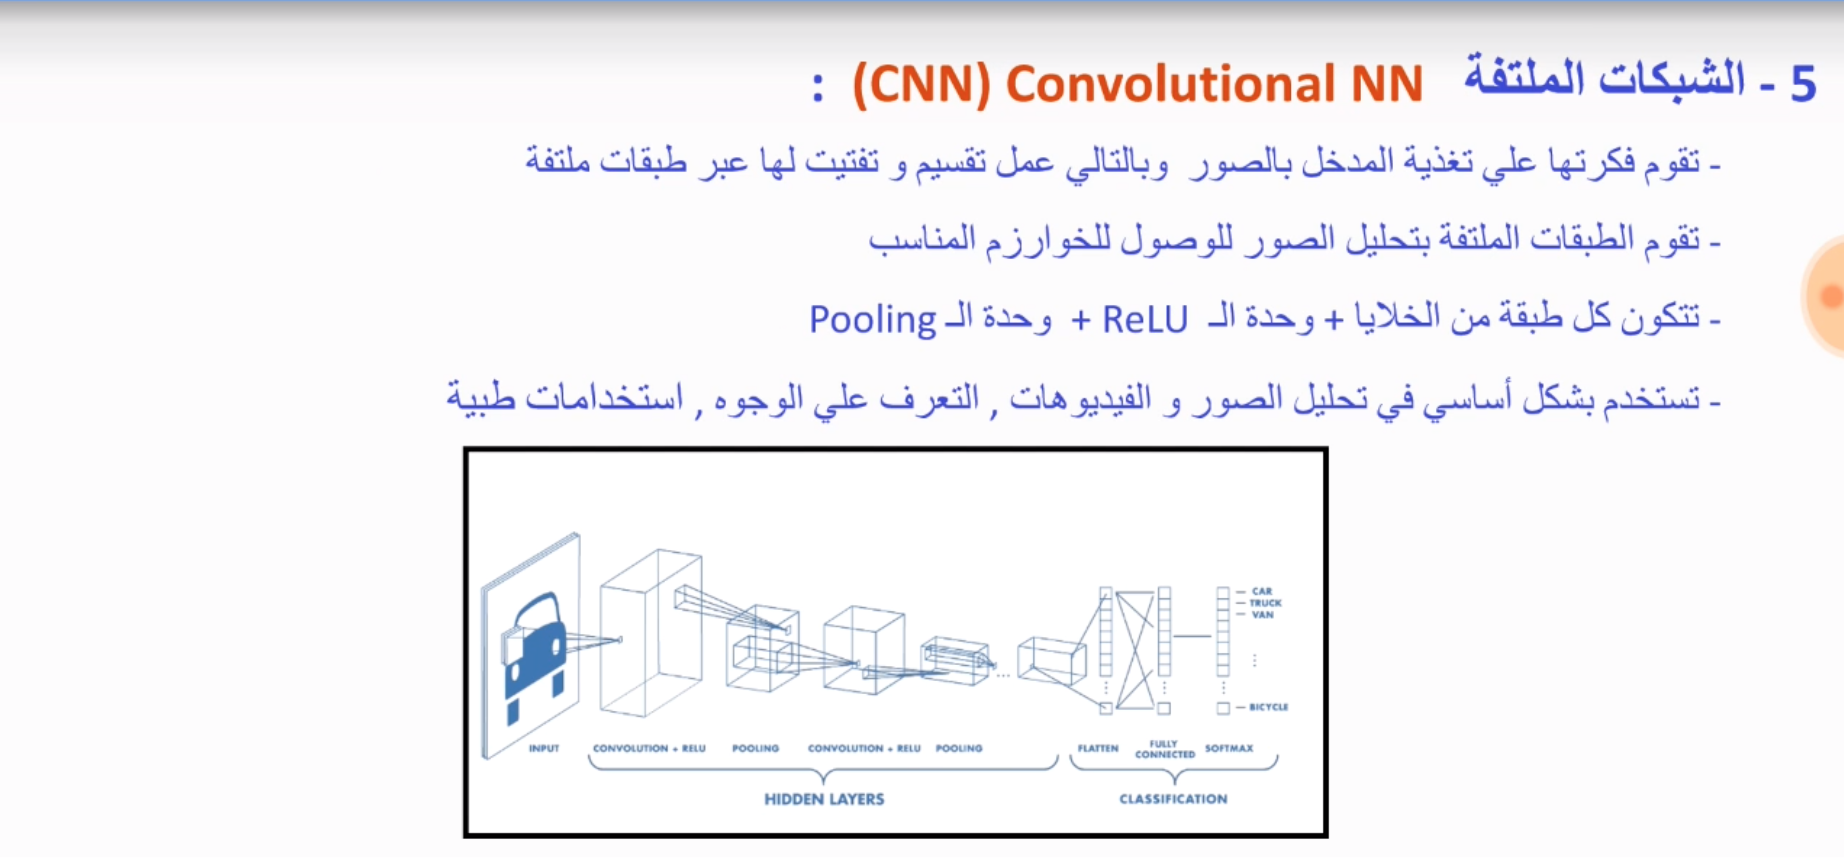 5 - الشبكات الملتفة Convolutional NN (CNN) :
- تقوم فكرتها علي تغذية المدخل بالصور وبالتالي عمل تقسيم و تفتيت لها عبر طبقات ملتفة
- تقوم الطبقات الملتفة بتحليل الصور للوصول للخوارزم المناسب
- تتكون كل طبقة من الخلايا + وحدة الـ ReLU + وحدة الـ Pooling
- تستخدم بشكل أساسي في تحليل الصور و الفيديوهات , التعرف علي الوجوه , استخدامات طبية
CAR
TRUCK
VAN
BICYCLE
INPUT
CONVOLUTION + RELU
POOLING
CONVOLUTION + RELU
POOLING
FLATTEN
FULLY
CONNECTED
SOFTMAX
HIDDEN LAYERS
CLASSIFICATION